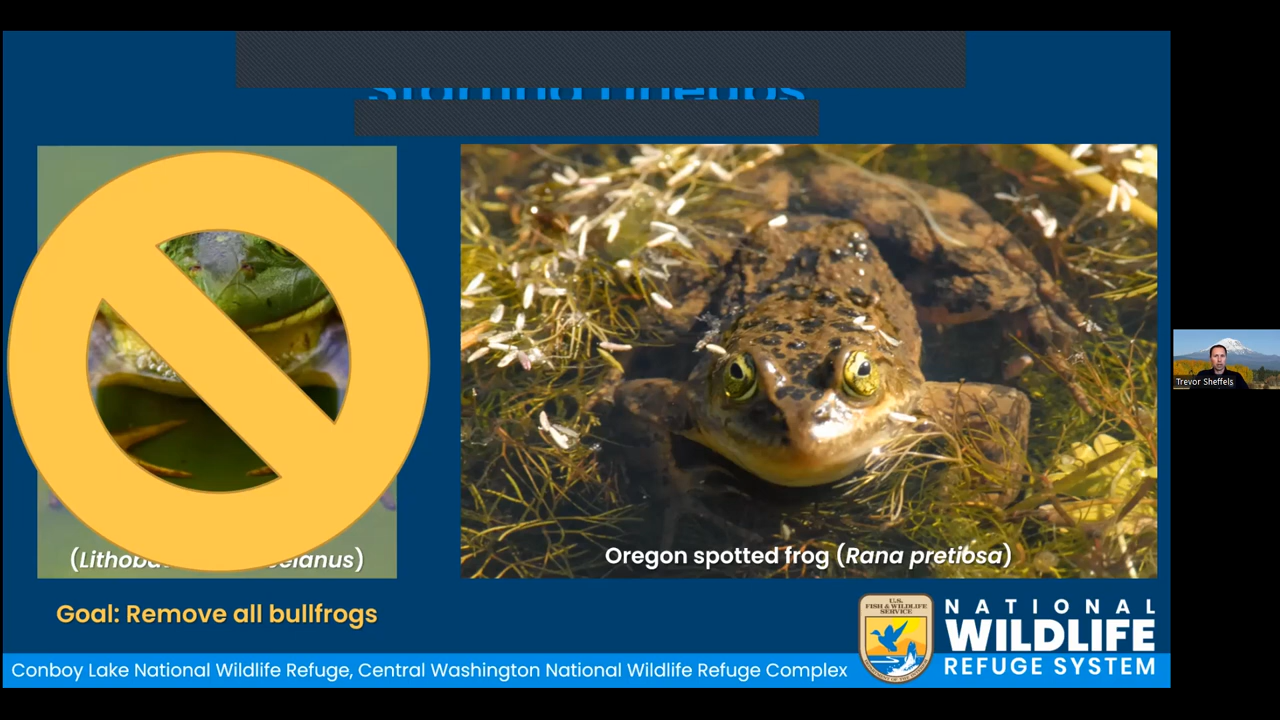 (Lithoba elanus)
Oregon spotted frog (Rana pretiosa)
Goal: Remove all bullfrogs
U.S.
FISH & WILDLIFE
SERVICE
NATIONAL
WILDLIFE
REFUGE SYSTEM
Conboy Lake National Wildlife Refuge, Central Washington National Wildlife Refuge Complex
Trevor Sheffels